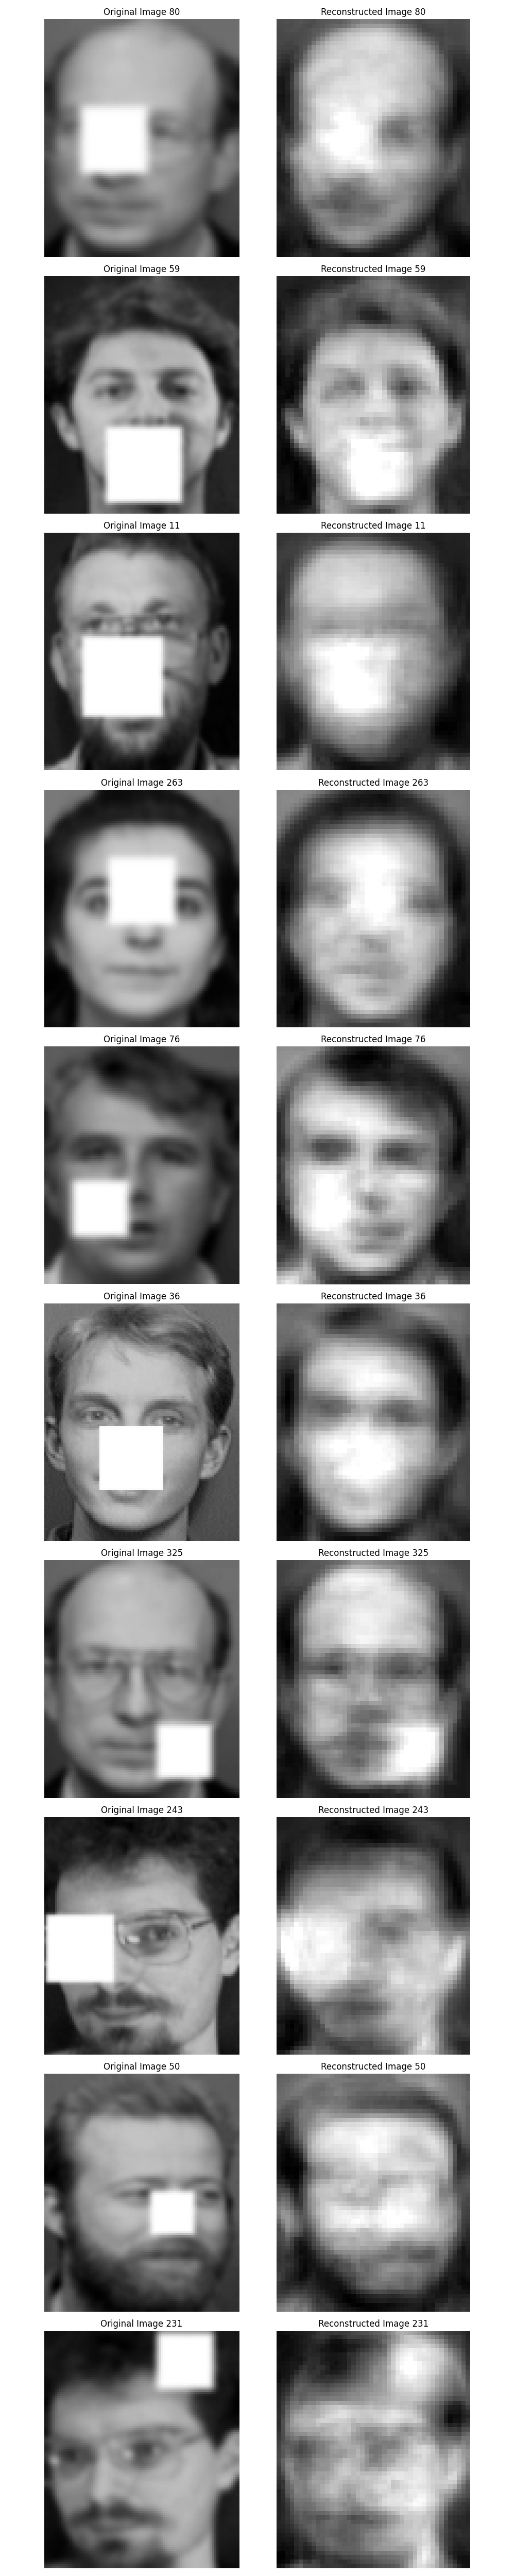 Original Image 80
Reconstructed Image 80
Original Image 59
Reconstructed Image 59
Original Image 11
Reconstructed Image 11
Original Image 263
Reconstructed Image 263
Original Image 76
Reconstructed Image 76
Original Image 36
Reconstructed Image 36
Original Image 325
Reconstructed Image 325
Original Image 243
Reconstructed Image 243
Original Image 50
Reconstructed Image 50
Original Image 231
Reconstructed Image 231